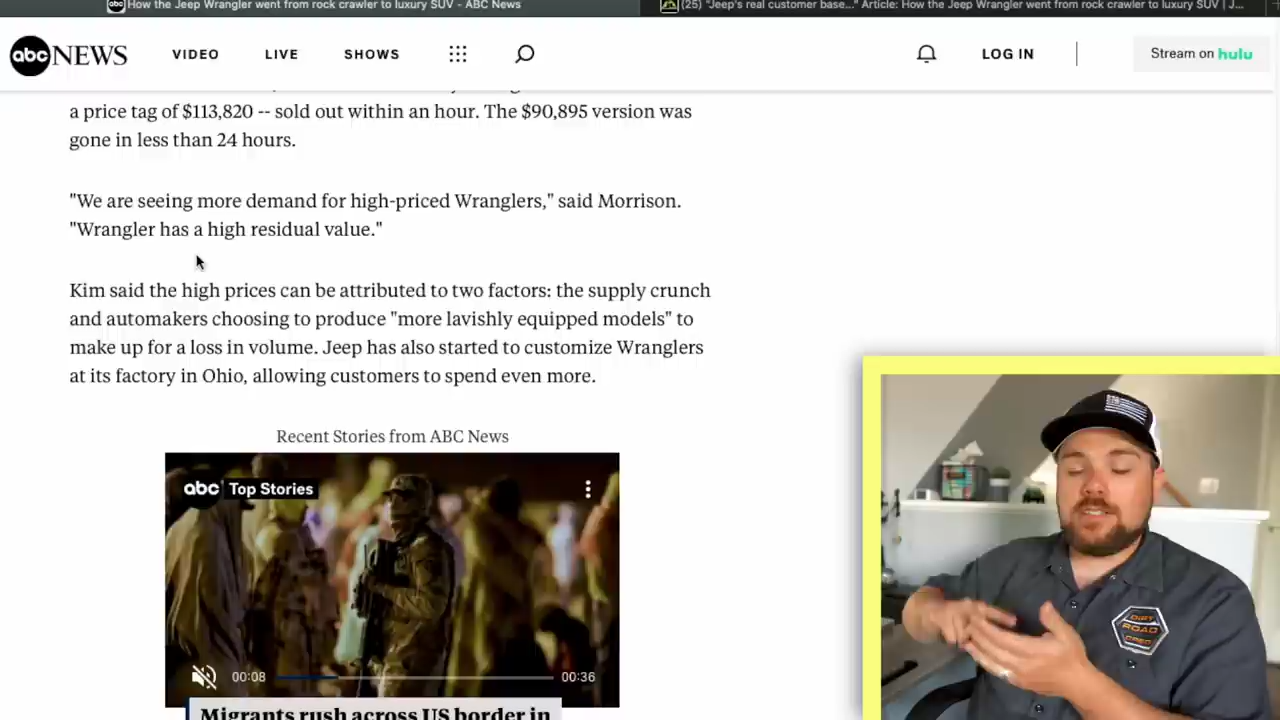 How the Jeep Wrangler went from rock crawler to luxury SUV - ABC News
(25) "Jeep's real customer base..." Article: How the Jeep Wrangler went from rock crawler to luxury SUV | J...
abc NEWS
VIDEO
LIVE
SHOWS
LOG IN
Stream on hulu
a price tag of $113,820 -- sold out within an hour. The $90,895 version was
gone in less than 24 hours.
"We are seeing more demand for high-priced Wranglers," said Morrison.
"Wrangler has a high residual value."
Kim said the high prices can be attributed to two factors: the supply crunch
and automakers choosing to produce "more lavishly equipped models" to
make up for a loss in volume. Jeep has also started to customize Wranglers
at its factory in Ohio, allowing customers to spend even more.
Recent Stories from ABC News
abc Top Stories
00:08
00:36
Migrants rush across US border in
DIRT
ROAD